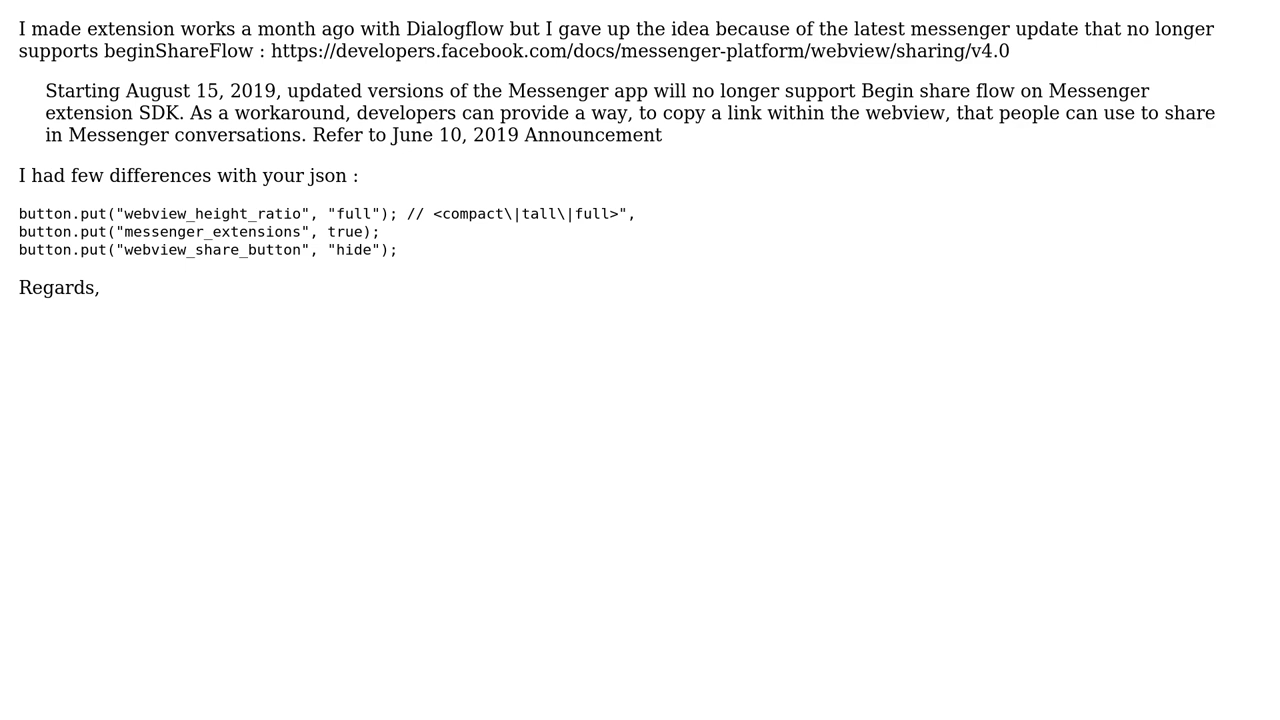 I made extension works a month ago with Dialogflow but I gave up the idea because of the latest messenger update that no longer
supports beginShareFlow : https://developers.facebook.com/docs/messenger-platform/webview/sharing/v4.0
Starting August 15, 2019, updated versions of the Messenger app will no longer support Begin share flow on Messenger
extension SDK. As a workaround, developers can provide a way, to copy a link within the webview, that people can use to share
in Messenger conversations. Refer to June 10, 2019 Announcement
I had few differences with your json :
button.put("webview_height_ratio", "full"); // <compact\|tall\|full>",
button.put("messenger_extensions", true);
button.put("webview_share_button", "hide");
Regards,